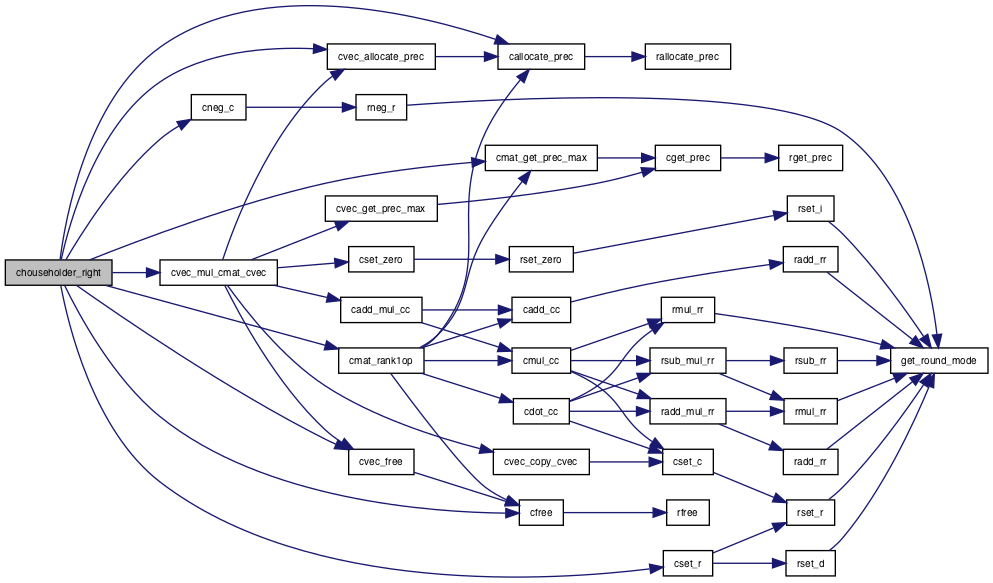 cvec_allocate_prec
callocate_prec
rallocate_prec
cneg_c
rneg_r
cmat_get_prec_max
cget_prec
rget_prec
cvec_get_prec_max
rset_i
chouseholder_right
cvec_mul_cmat_cvec
cset_zero
rset_zero
radd_rr
cadd_mul_cc
cadd_cc
rmul_rr
cmat_rank1op
cmul_cc
rsub_mul_rr
rsub_rr
get_round_mode
cdot_cc
radd_mul_rr
rmul_rr
cvec_free
cvec_copy_cvec
cset_c
radd_rr
cfree
rfree
rset_r
cset_r
rset_d